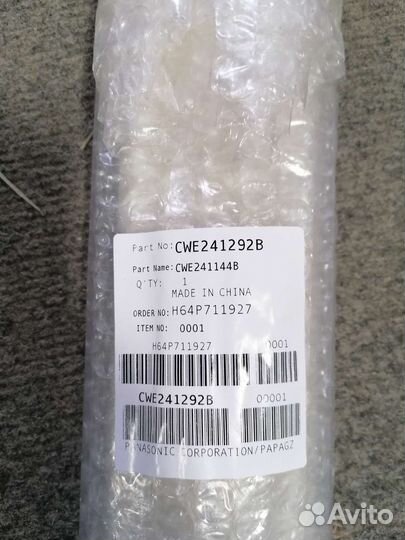 Part No: CWE241292B
Part Name: CWE241144B
Q'TY: 1
MADE IN CHINA
ORDER NO: H64P711927
ITEM NO: 0001
H64P711927 0001
CWE241292B 00001
PANASONIC CORPORATION/PAPAGZ
Avito